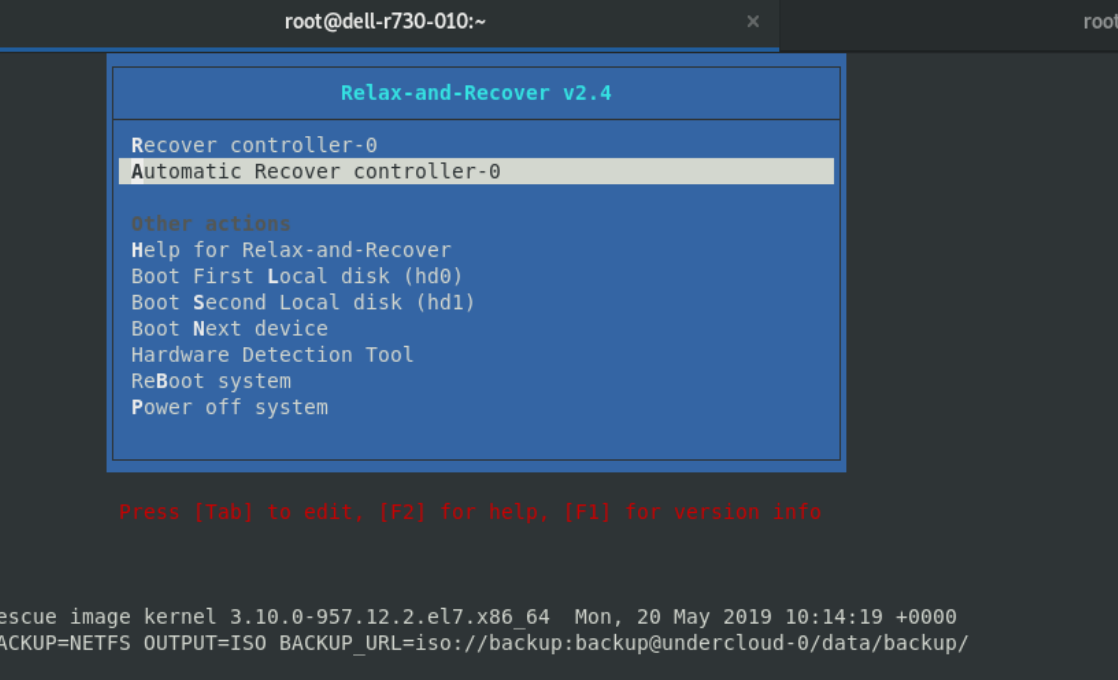 root@dell-r730-010:~ × root
Relax-and-Recover v2.4
Recover controller-0
Automatic Recover controller-0
Other actions
Help for Relax-and-Recover
Boot First Local disk (hd0)
Boot Second Local disk (hd1)
Boot Next device
Hardware Detection Tool
ReBoot system
Power off system
Press [Tab] to edit, [F2] for help, [F1] for version info
escue image kernel 3.10.0-957.12.2.el7.x86_64  Mon, 20 May 2019 10:14:19 +0000
ACKUP=NETFS OUTPUT=ISO BACKUP_URL=iso://backup:backup@undercloud-0/data/backup/